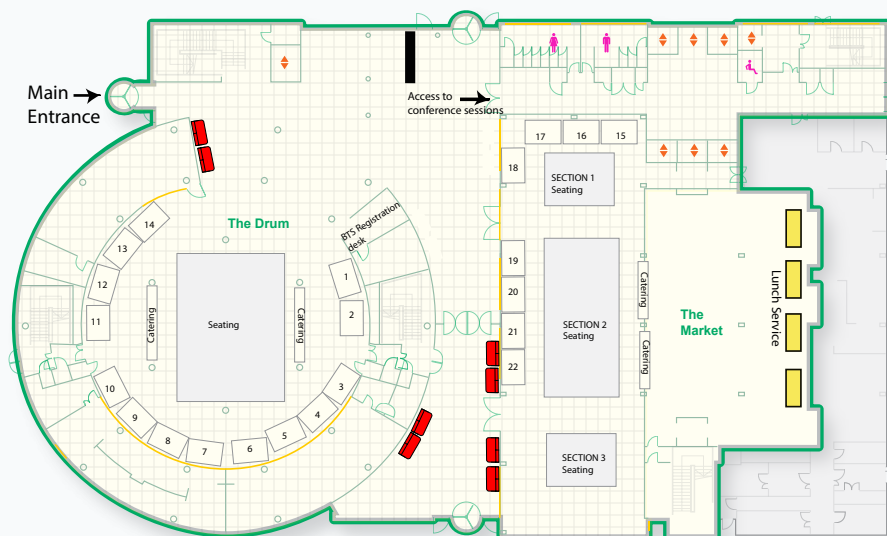 Main
Entrance
Access to
conference sessions
17
16
15
18
SECTION 1
Seating
14
The Drum
BTS Registration
desk
13
12
11
1
2
Catering
Seating
Catering
19
20
21
22
SECTION 2
Seating
Catering
Catering
The
Market
Lunch Service
10
9
8
7
6
5
4
3
SECTION 3
Seating